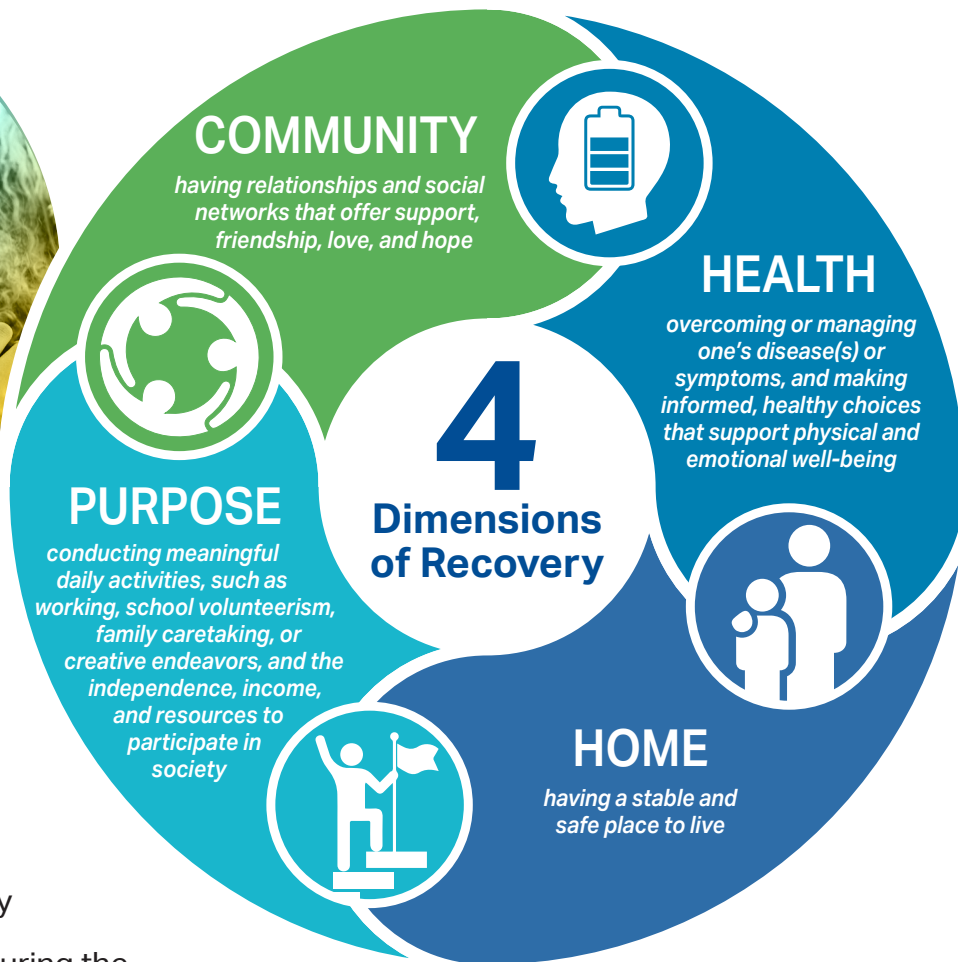 COMMUNITY
having relationships and social
networks that offer support,
friendship, love, and hope
HEALTH
overcoming or managing
one's disease(s) or
symptoms, and making
informed, healthy choices
that support physical and
emotional well-being
4
Dimensions
of Recovery
PURPOSE
conducting meaningful
daily activities, such as
working, school volunteerism,
family caretaking, or
creative endeavors, and the
independence, income,
and resources to
participate in
society
HOME
having a stable and
safe place to live
the